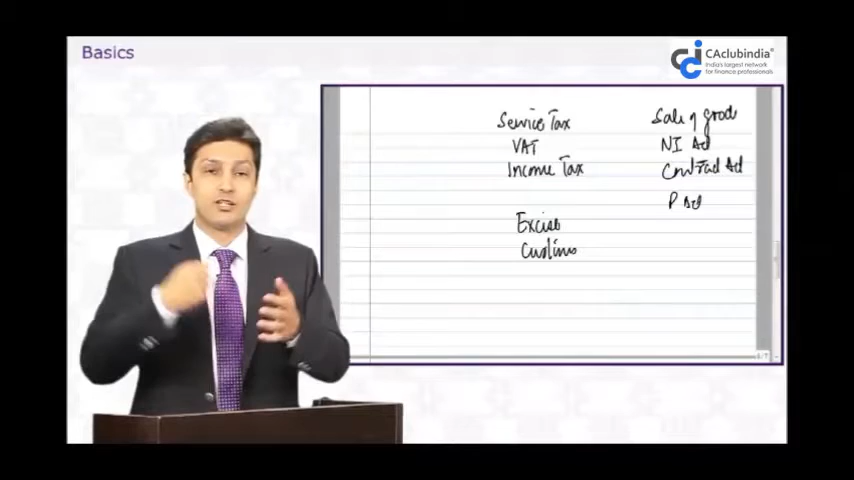 Basics
CAclubindia®
India's largest network
for finance professionals
Service Tax
VAT
Income Tax
Excise
Customs
Sale of goods
NI Act
Contract Act
P Act